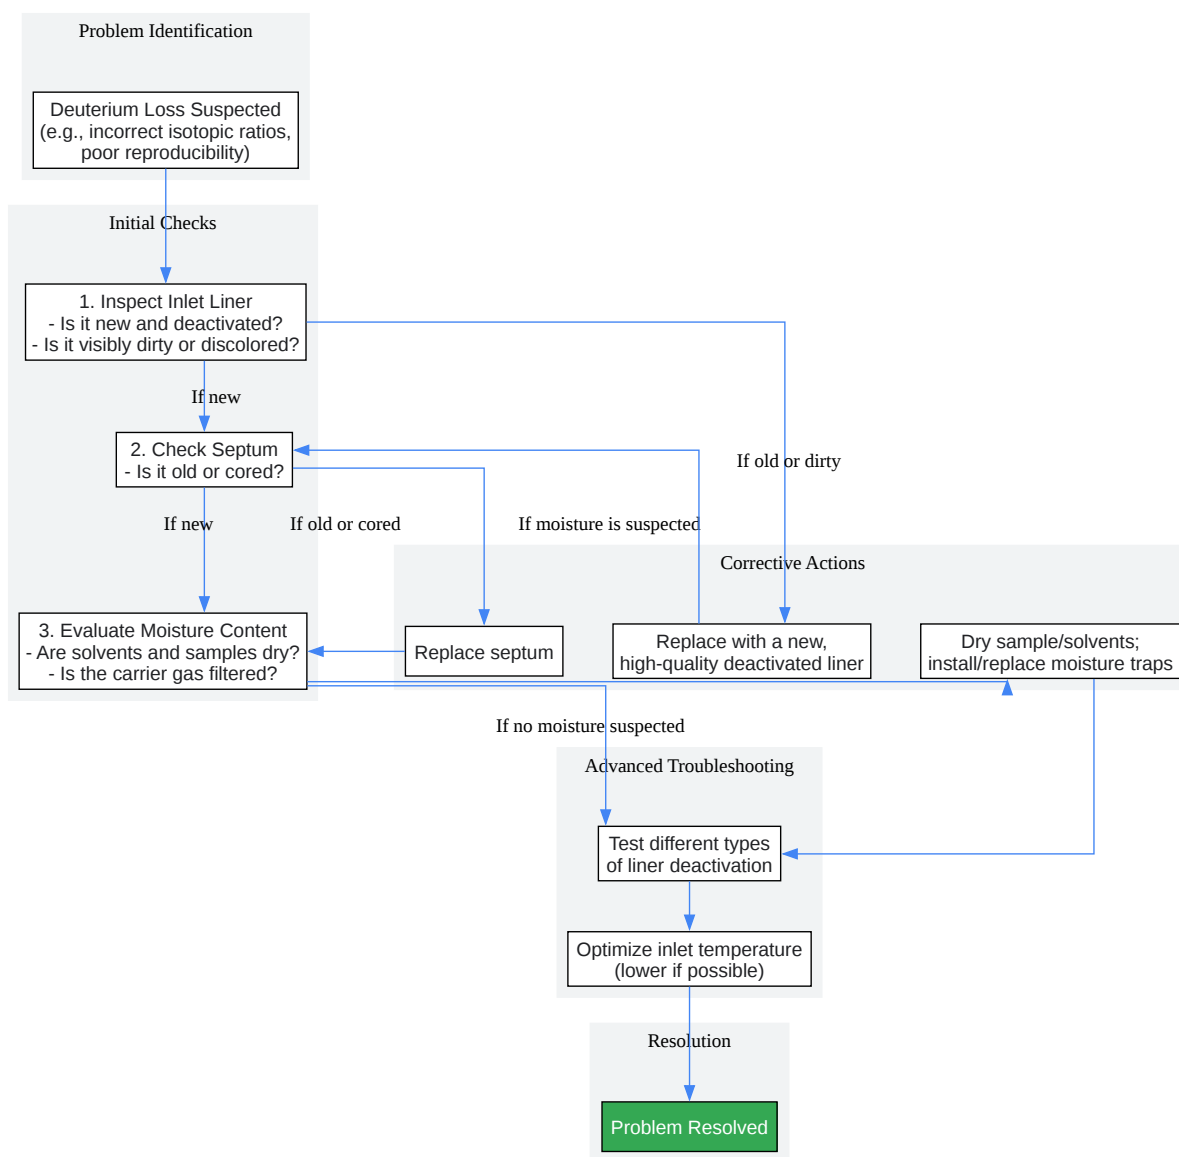 Problem Identification
Deuterium Loss Suspected
(e.g., incorrect isotopic ratios,
poor reproducibility)
Initial Checks
1. Inspect Inlet Liner
- Is it new and deactivated?
- Is it visibly dirty or discolored?
If new
2. Check Septum
- Is it old or cored?
If old or dirty
If new
If old or cored
If moisture is suspected
Corrective Actions
3. Evaluate Moisture Content
- Are solvents and samples dry?
- Is the carrier gas filtered?
Replace septum
Replace with a new,
high-quality deactivated liner
Dry sample/solvents;
install/replace moisture traps
If no moisture suspected
Advanced Troubleshooting
Test different types
of liner deactivation
Optimize inlet temperature
(lower if possible)
Resolution
Problem Resolved